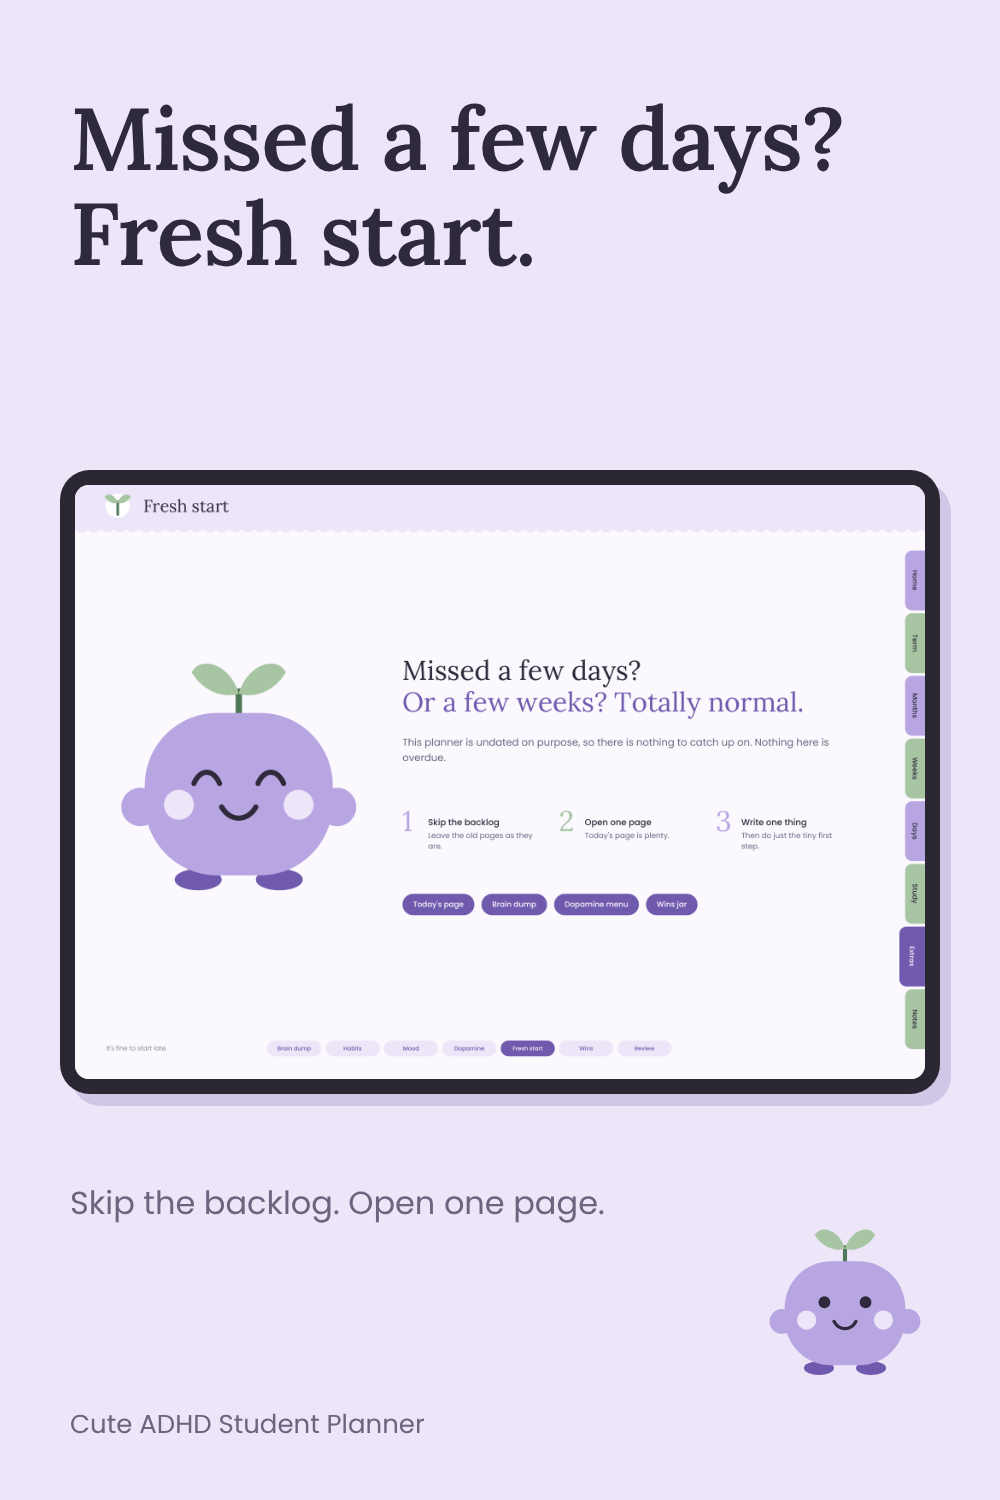 Missed a few days?
Fresh start.
Fresh start
Home
Term
Months
Weeks
Days
Study
Extras
Notes
Missed a few days?
Or a few weeks? Totally normal.
This planner is undated on purpose, so there is nothing to catch up on. Nothing here is
overdue.
1 Skip the backlog
Leave the old pages as they
are.
2 Open one page
Today's page is plenty.
3 Write one thing
Then do just the tiny first
step.
Today's page Brain dump Dopamine menu Wins jar
It's fine to start late.
Brain dump Habits Mood Dopamine Fresh start Wins Review
Skip the backlog. Open one page.
Cute ADHD Student Planner